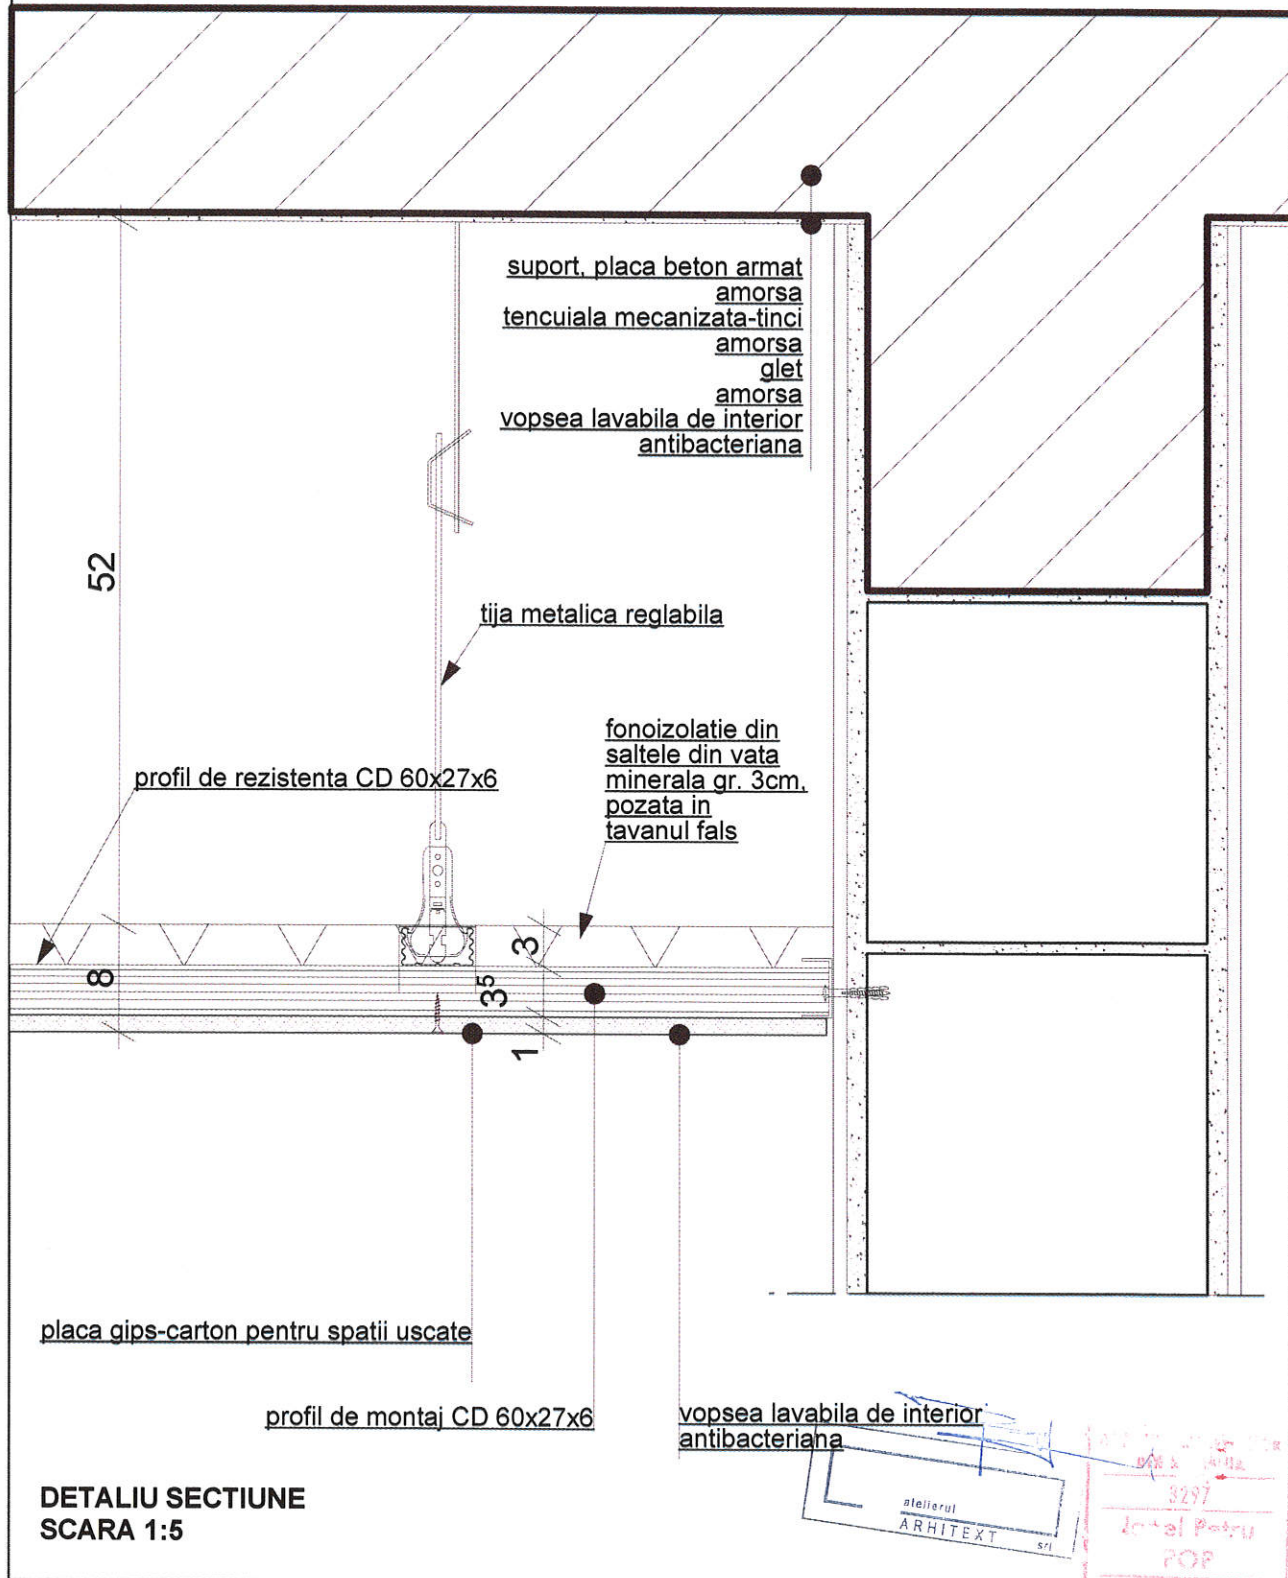 suport, placa beton armat
amorsa
tencuiala mecanizata-tinci
amorsa
glet
amorsa
vopsea lavabila de interior
antibacteriana
52
tija metalica reglabila
fonoizolatie din
saltele din vata
minerala gr. 3cm,
pozata in
tavanul fals
profil de rezistenta CD 60x27x6
3
8
3⁵
1
placa gips-carton pentru spatii uscate
profil de montaj CD 60x27x6
vopsea lavabila de interior
antibacteriana
DETALIU SECTIUNE
SCARA 1:5
atelierul
ARHITEXT srl
3297
Petru
POP